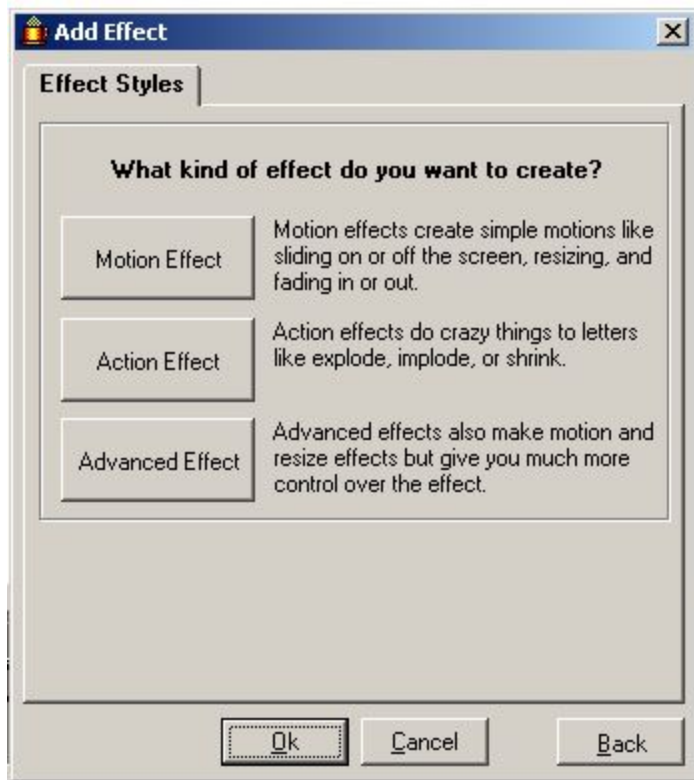 Add Effect
Effect Styles
What kind of effect do you want to create?
Motion Effect
Motion effects create simple motions like
sliding on or off the screen, resizing, and
fading in or out.
Action Effect
Action effects do crazy things to letters
like explode, implode, or shrink.
Advanced Effect
Advanced effects also make motion and
resize effects but give you much more
control over the effect.
Ok
Cancel
Back